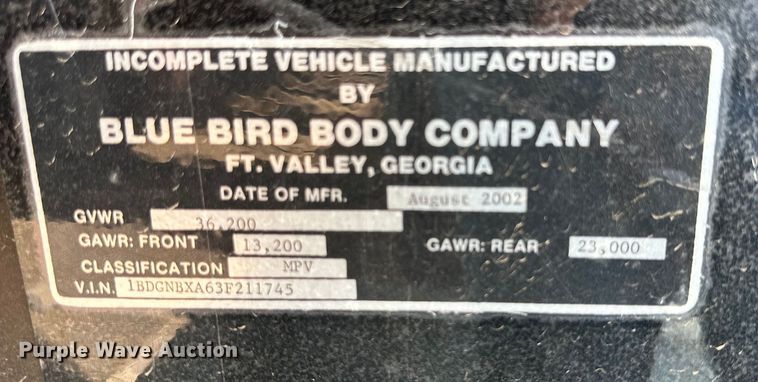 INCOMPLETE VEHICLE MANUFACTURED
BY
BLUE BIRD BODY COMPANY
FT. VALLEY, GEORGIA
DATE OF MFR. August 2002
GVWR 36,200
GAWR: FRONT 13,200 GAWR: REAR 23,000
CLASSIFICATION MPV
V.I.N. 1BDGNBXA63F211745
Purple Wave Auction